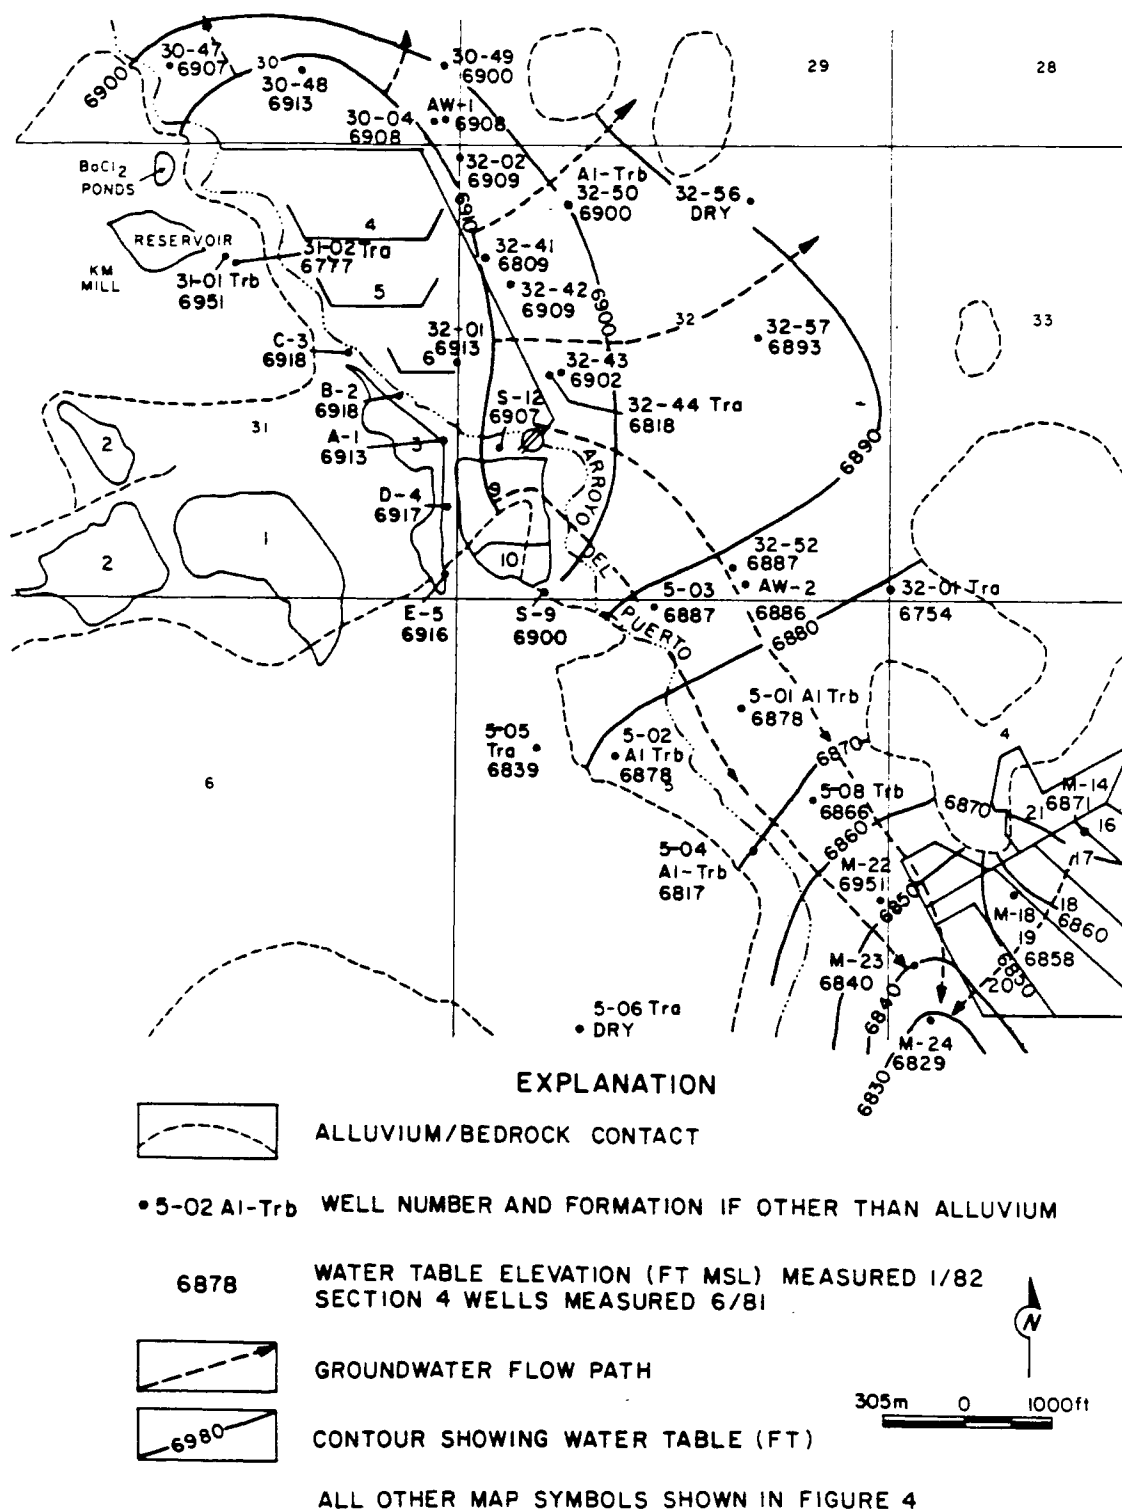 30-47
6907
30
30-48
6913
30-49
6900
29
28
6900
30-04
6908
AW-1
6908
BaCl2
PONDS
32-02
6909
Al-Trb
32-50
6900
32-56
DRY
6910
4
RESERVOIR
31-02 Tra
6777
KM
MILL
31-01 Trb
6951
5
32-41
6809
32-42
6909
6900
32
33
32-57
6893
C-3
6918
32-01
6913
6
32-43
6902
B-2
6918
S-12
6907
32-44 Tra
6818
31
2
A-1
6913
3
6890
ARROYO
DEL
PUERTO
D-4
6917
9
1
2
10
32-52
6887
AW-2
6886
5-03
6887
32-01 Tra
6754
E-5
6916
S-9
6900
6880
5-01 Al Trb
6878
5-05
Tra
6839
5-02
Al Trb
6878
5
6
4
6870
5-08 Trb
6866
6870
21
M-14
6871
16
6860
17
5-04
Al-Trb
6817
M-22
6951
6850
M-18
18
6860
19
6858
6850
20
M-23
6840
6840
5-06 Tra
DRY
M-24
6829
6830
EXPLANATION
ALLUVIUM/BEDROCK CONTACT
5-02 Al-Trb WELL NUMBER AND FORMATION IF OTHER THAN ALLUVIUM
6878 WATER TABLE ELEVATION (FT MSL) MEASURED 1/82
SECTION 4 WELLS MEASURED 6/81
N
GROUNDWATER FLOW PATH
305m 0 1000ft
6980 CONTOUR SHOWING WATER TABLE (FT)
ALL OTHER MAP SYMBOLS SHOWN IN FIGURE 4